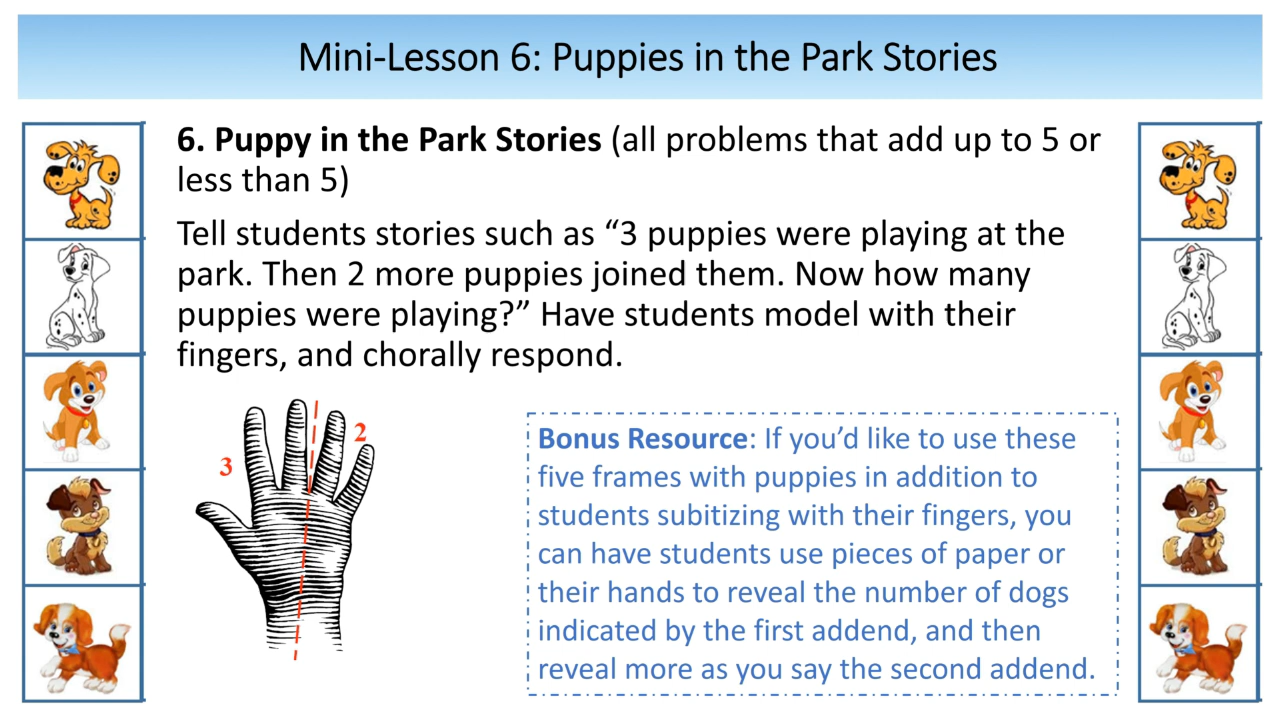 Mini-Lesson 6: Puppies in the Park Stories
6. Puppy in the Park Stories (all problems that add up to 5 or
less than 5)
Tell students stories such as “3 puppies were playing at the
park. Then 2 more puppies joined them. Now how many
puppies were playing?” Have students model with their
fingers, and chorally respond.
3
2
Bonus Resource: If you’d like to use these
five frames with puppies in addition to
students subitizing with their fingers, you
can have students use pieces of paper or
their hands to reveal the number of dogs
indicated by the first addend, and then
reveal more as you say the second addend.